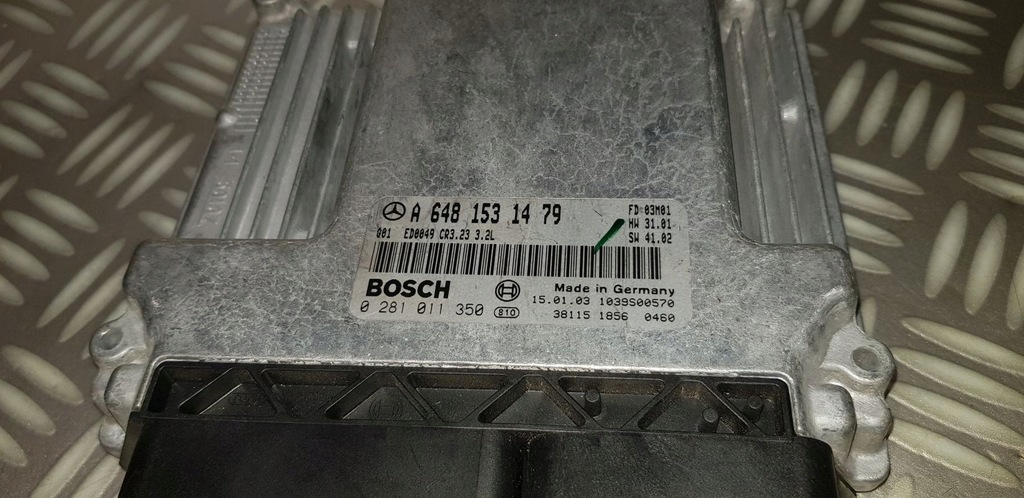 A 648 153 14 79
FD 03M01
HW 31.01
001 ED0049 CR3.23 3.2L
SW 41.02
BOSCH
Made in Germany
15.01.03 1039S00570
0 281 011 350 810
38115 1856 0460